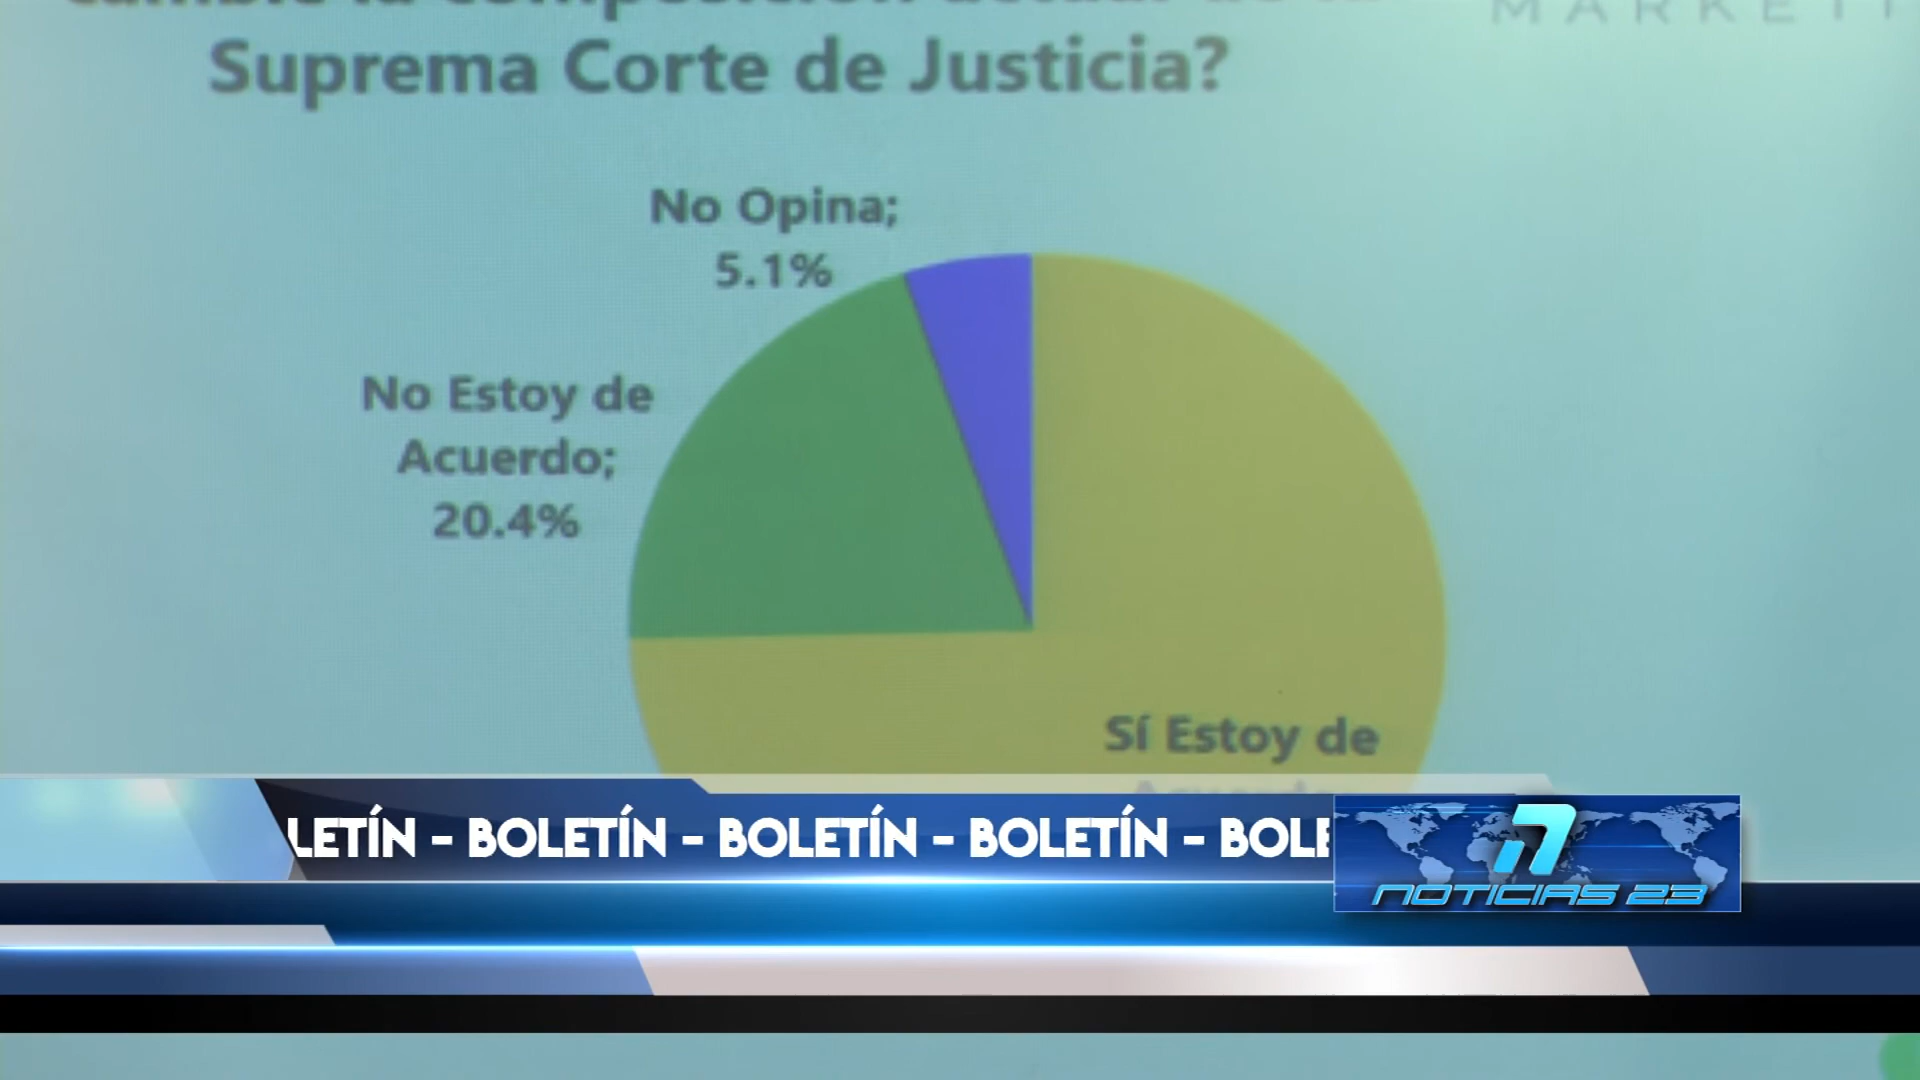 Suprema Corte de Justicia?
No Opina;
5.1%
No Estoy de
Acuerdo;
20.4%
Sí Estoy de
LETÍN - BOLETÍN - BOLETÍN - BOLETÍN - BOLE
NOTICIAS 23